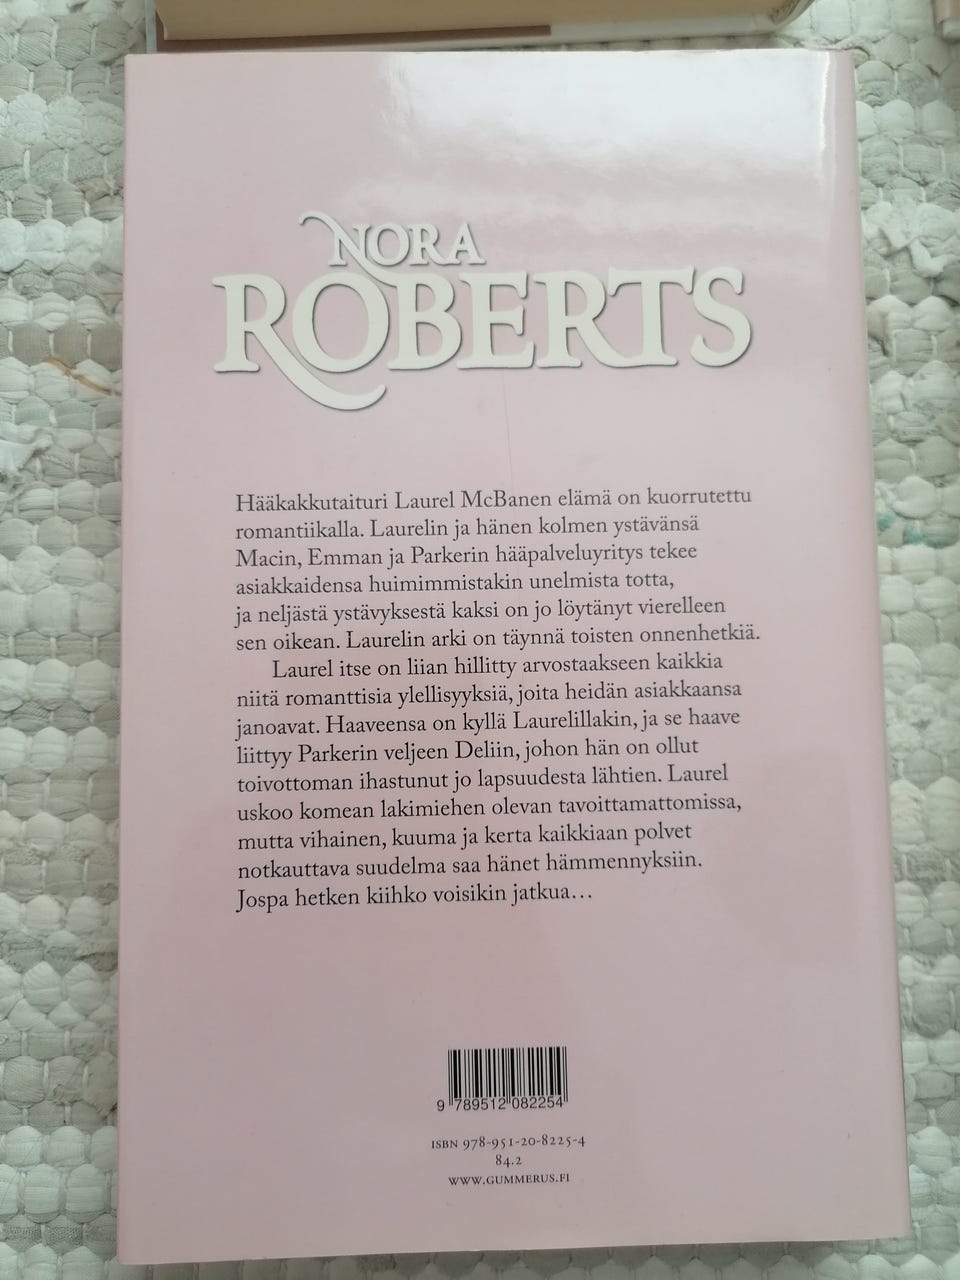 NORA
ROBERTS
Hääkakkutaituri Laurel McBanen elämä on kuorrutettu
romantiikalla. Laurelin ja hänen kolmen ystävänsä
Macin, Emman ja Parkerin hääpalveluyritys tekee
asiakkaidensa huimimmistakin unelmista totta,
ja neljästä ystävyksestä kaksi on jo löytänyt vierelleen
sen oikean. Laurelin arki on täynnä toisten onnenhetkiä.
Laurel itse on liian hillitty arvostaakseen kaikkia
niitä romanttisia ylellisyyksiä, joita heidän asiakkaansa
janoavat. Haaveensa on kyllä Laurelillakin, ja se haave
liittyy Parkerin veljeen Deliin, johon hän on ollut
toivottoman ihastunut jo lapsuudesta lähtien. Laurel
uskoo komean lakimiehen olevan tavoittamattomissa,
mutta vihainen, kuuma ja kerta kaikkiaan polvet
notkauttava suudelma saa hänet hämmennyksiin.
Jospa hetken kiihko voisikin jatkua…
9 789512 082254
ISBN 978-951-20-8225-4
84.2
WWW.GUMMERUS.FI